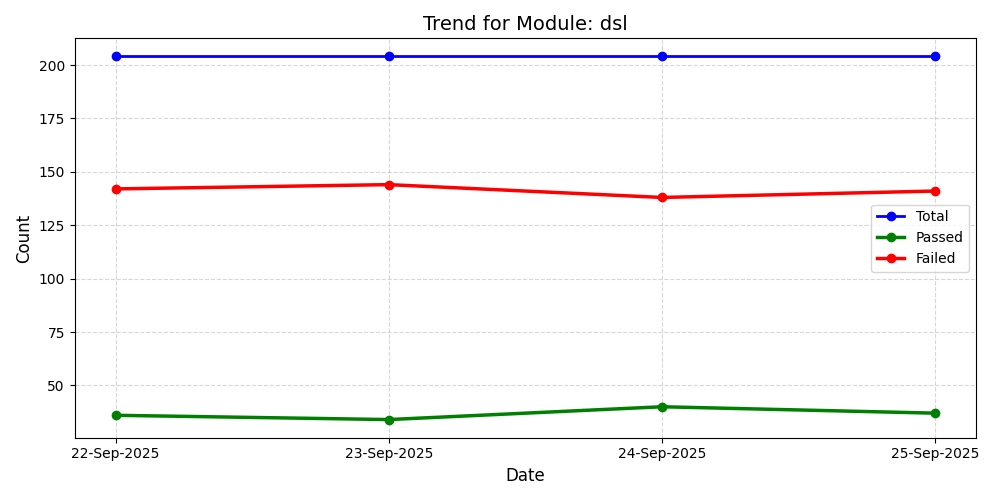 Trend for Module: dsl
200
175
150
125
100
75
50
Count
Total
Passed
Failed
22-Sep-2025 23-Sep-2025 24-Sep-2025 25-Sep-2025
Date